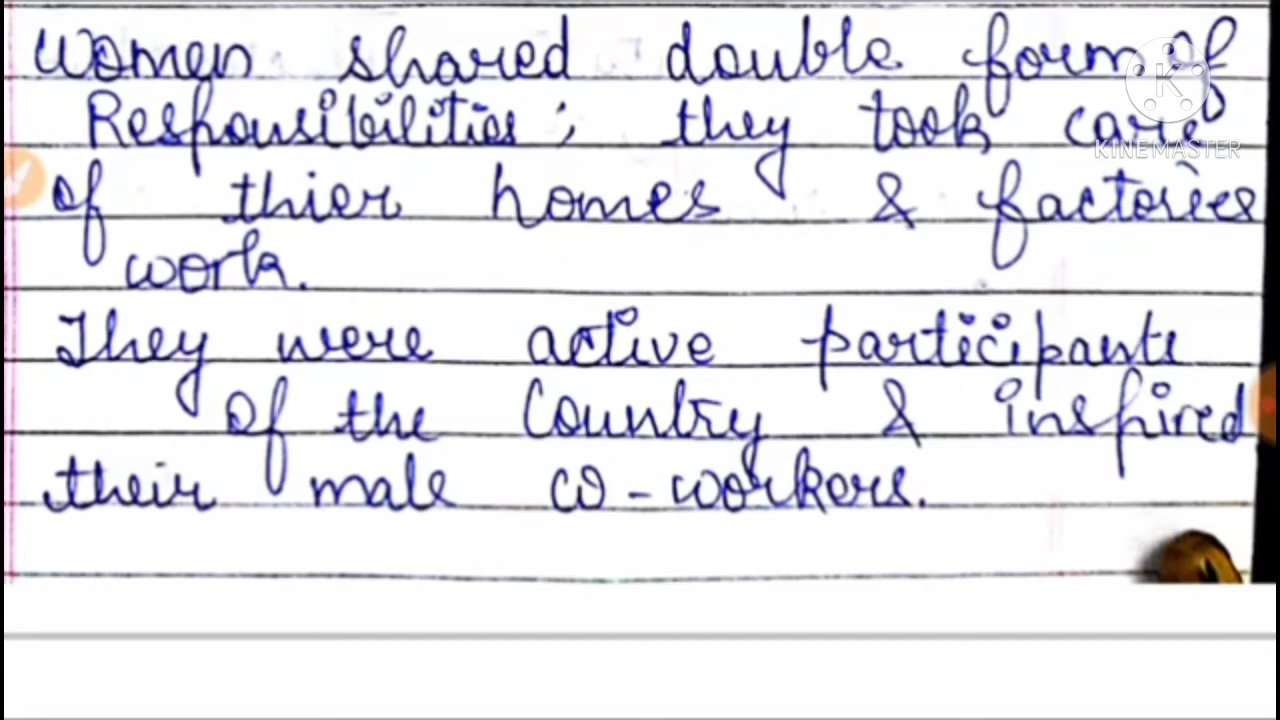 Women shared double form of
Responsibilities; they took care
of thier homes & factories
work.
They were active participants
of the Country & inspired
their male co-workers.
KINEMASTER